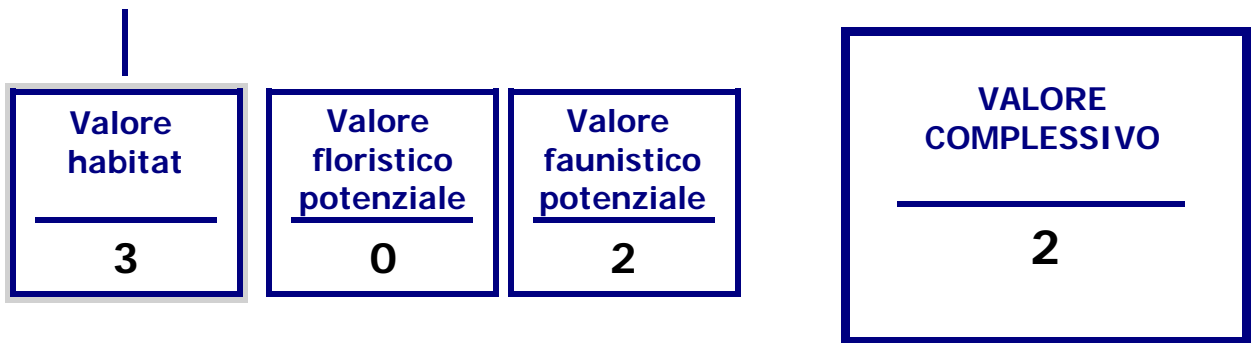 Valore
habitat
3
Valore
floristico
potenziale
0
Valore
faunistico
potenziale
2
VALORE
COMPLESSIVO
2